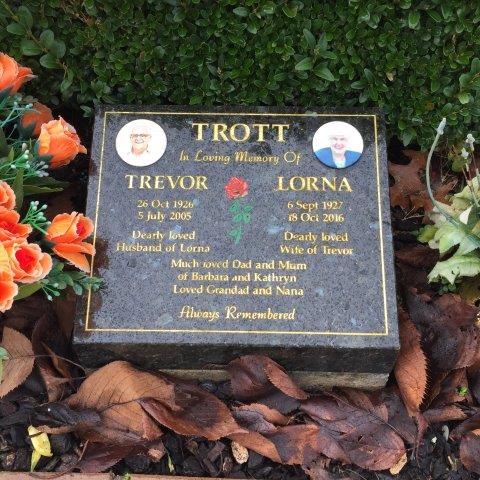 TROTT
In Loving Memory Of
TREVOR
26 Oct 1926
5 July 2005
Dearly loved
Husband of Lorna
LORNA
6 Sept 1927
18 Oct 2016
Dearly loved
Wife of Trevor
Much loved Dad and Mum
of Barbara and Kathryn
Loved Grandad and Nana
Always Remembered